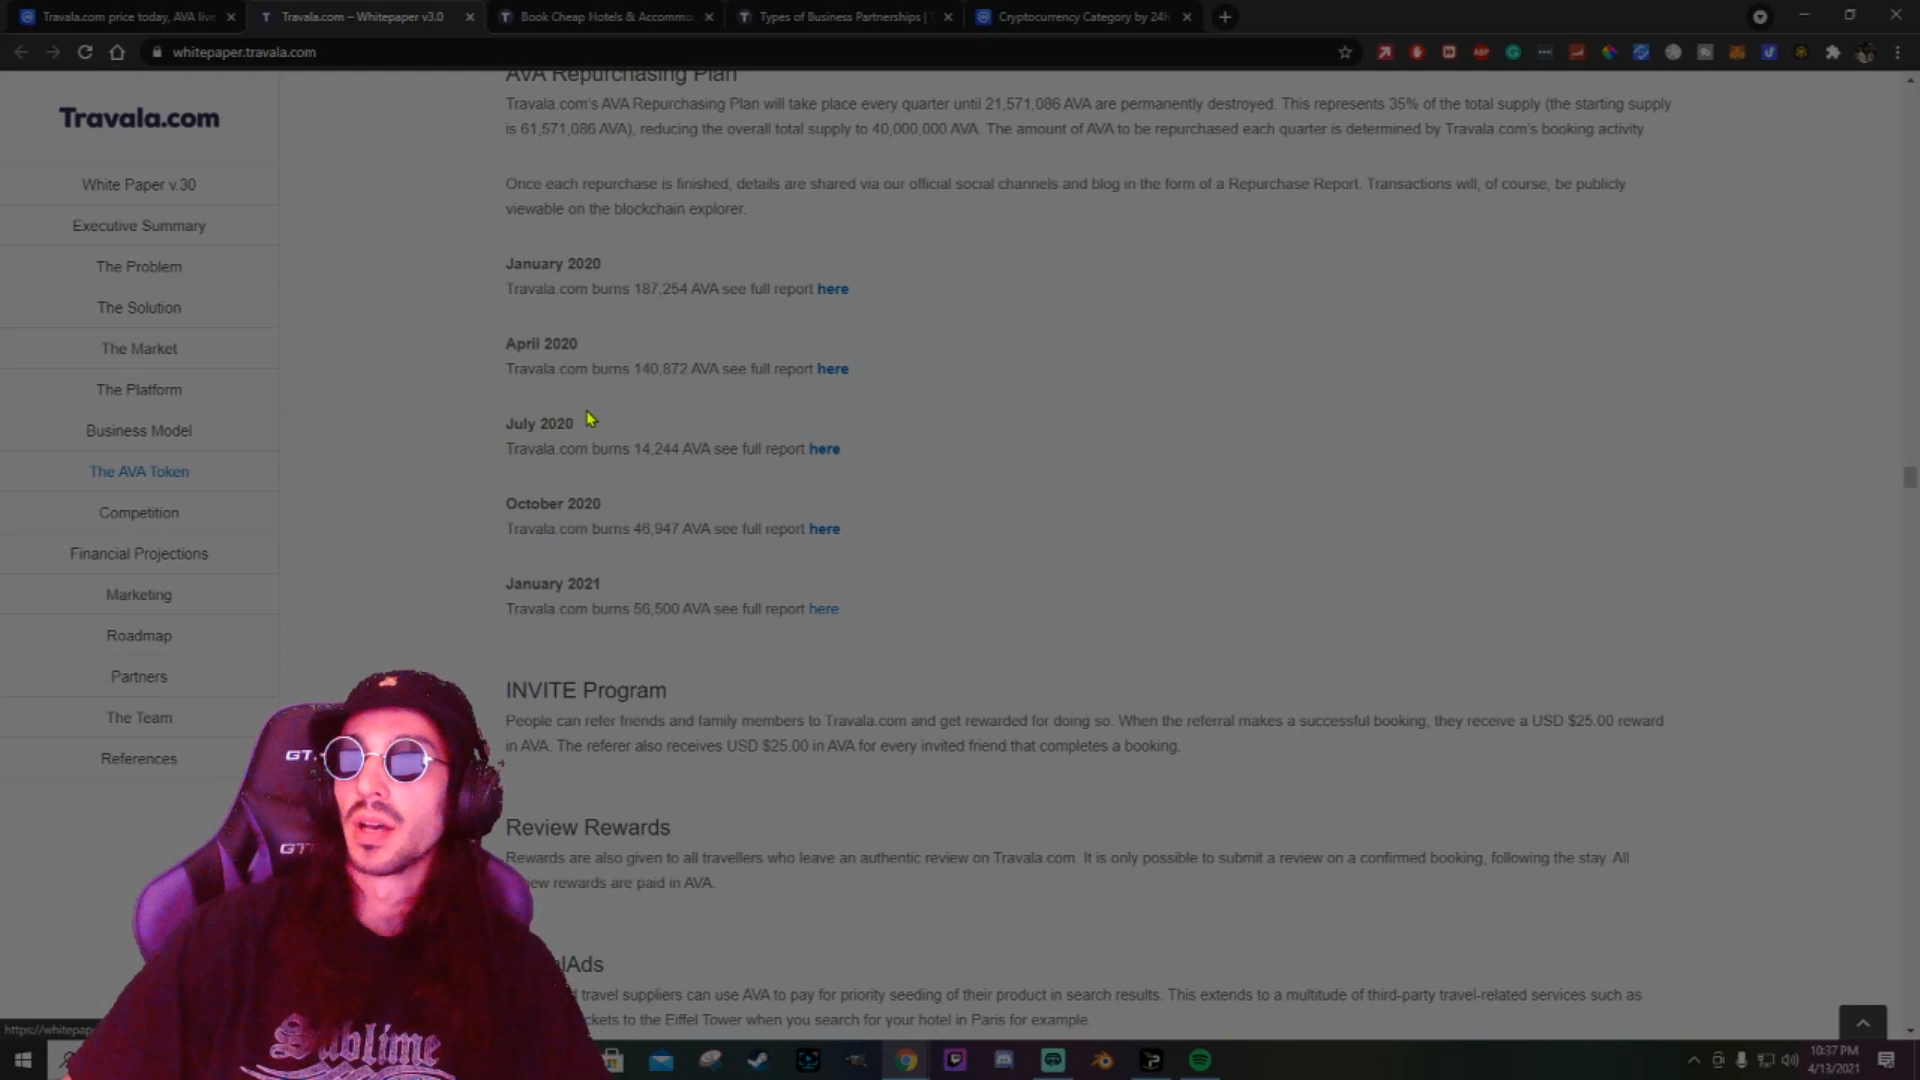 Travala.com price today, AVA live
Travala.com – Whitepaper v3.0
Book Cheap Hotels & Accommo
Types of Business Partnerships |
Cryptocurrency Category by 24h
whitepaper.travala.com
ABP
Travala.com
White Paper v.30
Executive Summary
The Problem
The Solution
The Market
The Platform
Business Model
The AVA Token
Competition
Financial Projections
Marketing
Roadmap
Partners
The Team
References
AVA Repurchasing Plan
Travala.com's AVA Repurchasing Plan will take place every quarter until 21,571,086 AVA are permanently destroyed. This represents 35% of the total supply (the starting supply
is 61,571,086 AVA), reducing the overall total supply to 40,000,000 AVA. The amount of AVA to be repurchased each quarter is determined by Travala.com's booking activity.
Once each repurchase is finished, details are shared via our official social channels and blog in the form of a Repurchase Report. Transactions will, of course, be publicly
viewable on the blockchain explorer.
January 2020
Travala.com burns 187,254 AVA see full report here
April 2020
Travala.com burns 140,872 AVA see full report here
July 2020
Travala.com burns 14,244 AVA see full report here
October 2020
Travala.com burns 46,947 AVA see full report here
January 2021
Travala.com burns 56,500 AVA see full report here
INVITE Program
People can refer friends and family members to Travala.com and get rewarded for doing so. When the referral makes a successful booking, they receive a USD $25.00 reward
in AVA. The referer also receives USD $25.00 in AVA for every invited friend that completes a booking.
Review Rewards
Rewards are also given to all travellers who leave an authentic review on Travala.com. It is only possible to submit a review on a confirmed booking, following the stay. All
ew rewards are paid in AVA.
lAds
travel suppliers can use AVA to pay for priority seeding of their product in search results. This extends to a multitude of third-party travel-related services such as
ckets to the Eiffel Tower when you search for your hotel in Paris for example.
GT
GT
Sublime
https://whitepap
10:37 PM
4/13/2021